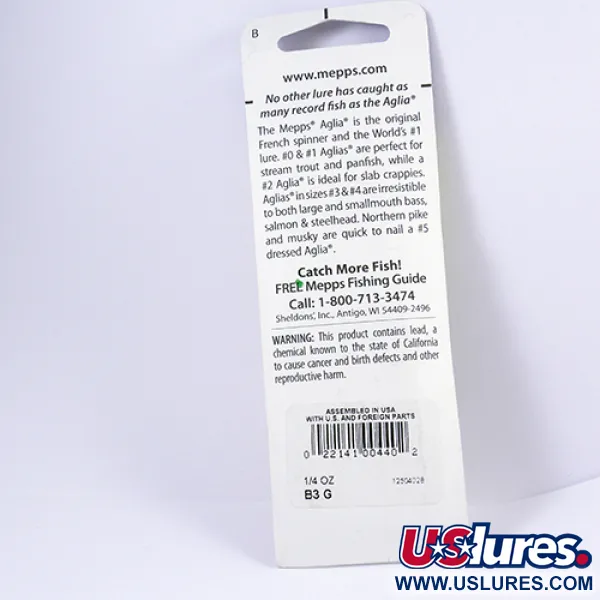 B
www.mepps.com
No other lure has caught as
many record fish as the Aglia®
The Mepps® Aglia® is the original
French spinner and the World's #1
lure. #0 & #1 Aglias® are perfect for
stream trout and panfish, while a
#2 Aglia® is ideal for slab crappies.
Aglias® in sizes #3 & #4 are irresistible
to both large and smallmouth bass,
salmon & steelhead. Northern pike
and musky are quick to nail a #5
dressed Aglia®.
Catch More Fish!
FREE Mepps Fishing Guide
Call: 1-800-713-3474
Sheldons', Inc., Antigo, WI 54409-2496
WARNING: This product contains lead, a
chemical known to the state of California
to cause cancer and birth defects and other
reproductive harm.
ASSEMBLED IN USA
WITH U.S. AND FOREIGN PARTS
0 22141 00440 2
1/4 OZ
B3 G
USlures.
WWW.USLURES.COM